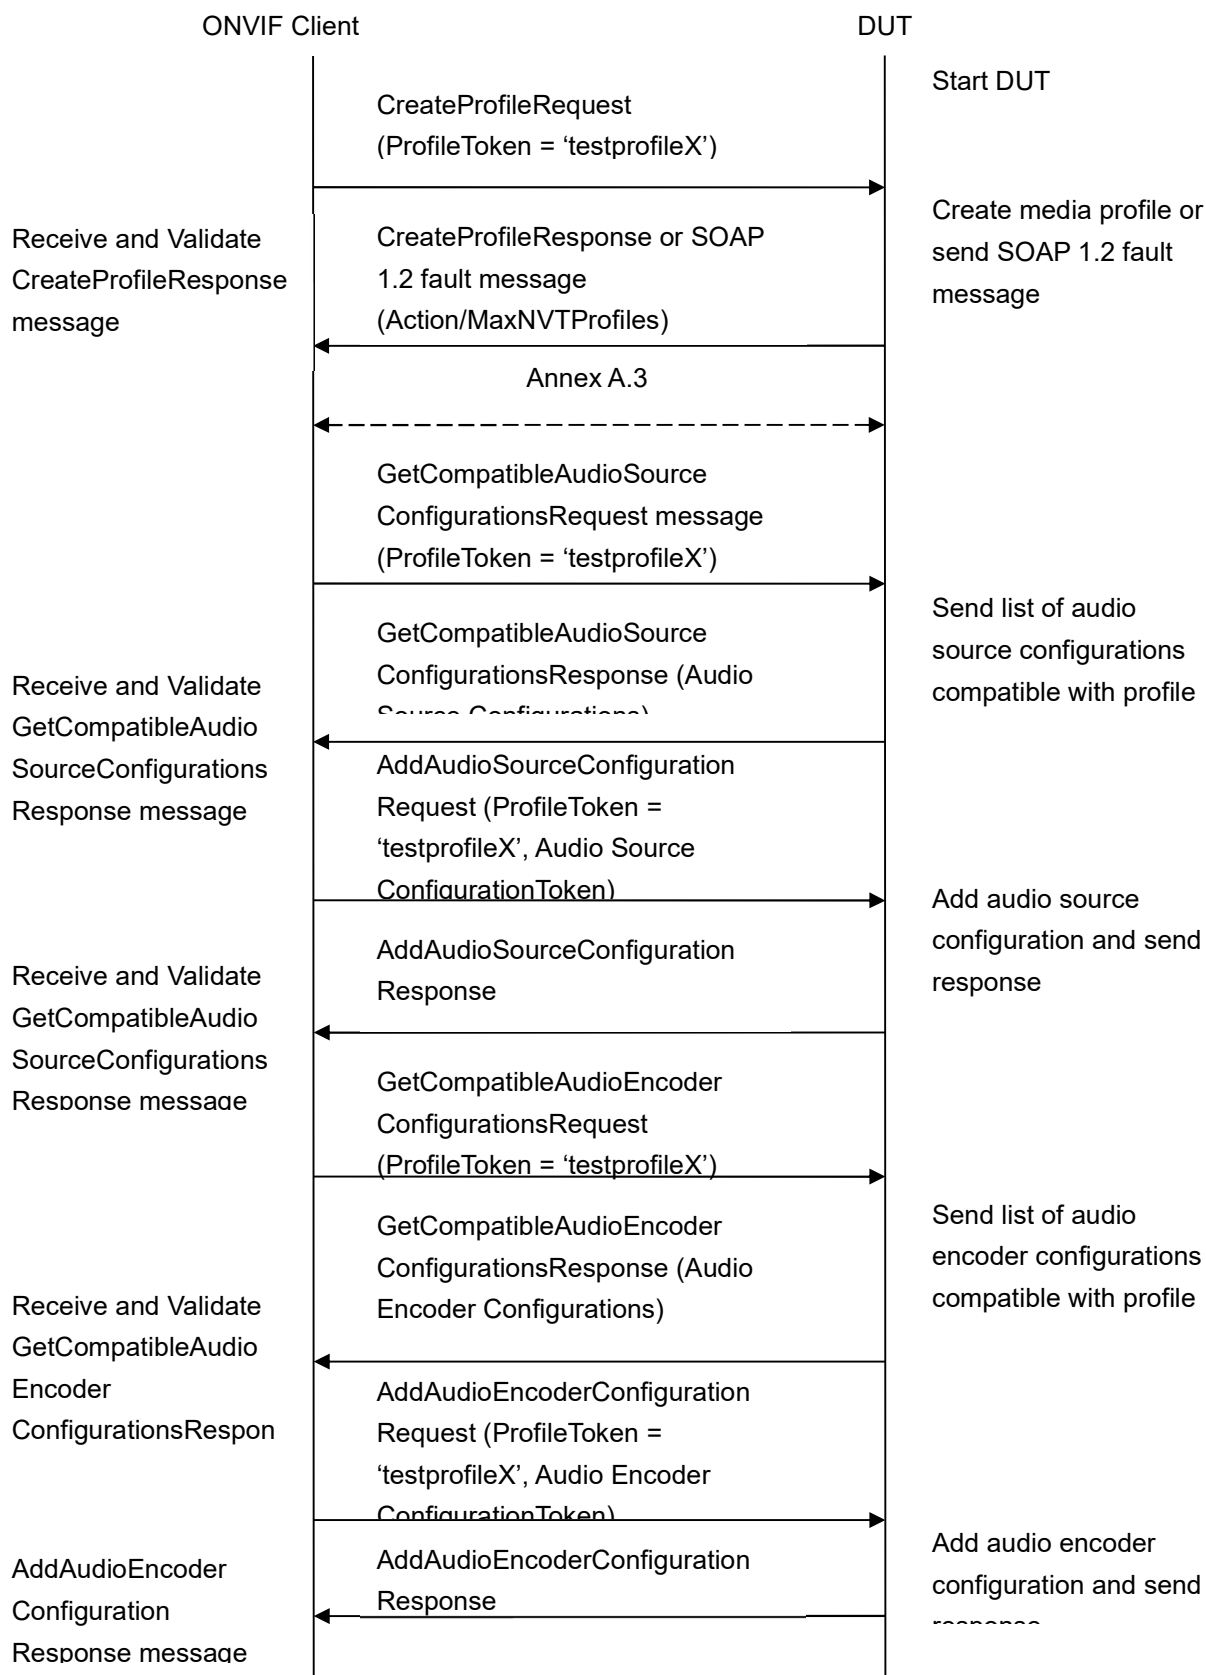 ONVIF Client
DUT
Start DUT
CreateProfileRequest
(ProfileToken = ‘testprofileX’)
Create media profile or
send SOAP 1.2 fault
message
Receive and Validate
CreateProfileResponse
message
CreateProfileResponse or SOAP
1.2 fault message
(Action/MaxNVTProfiles)
Annex A.3
GetCompatibleAudioSource
ConfigurationsRequest message
(ProfileToken = ‘testprofileX’)
Send list of audio
source configurations
compatible with profile
GetCompatibleAudioSource
ConfigurationsResponse (Audio
Source Configurations)
Receive and Validate
GetCompatibleAudio
SourceConfigurations
Response message
AddAudioSourceConfiguration
Request (ProfileToken =
‘testprofileX’, Audio Source
ConfigurationToken)
Add audio source
configuration and send
response
AddAudioSourceConfiguration
Response
Receive and Validate
GetCompatibleAudio
SourceConfigurations
Response message
GetCompatibleAudioEncoder
ConfigurationsRequest
(ProfileToken = ‘testprofileX’)
Send list of audio
encoder configurations
compatible with profile
GetCompatibleAudioEncoder
ConfigurationsResponse (Audio
Encoder Configurations)
Receive and Validate
GetCompatibleAudio
Encoder
ConfigurationsRespon
AddAudioEncoderConfiguration
Request (ProfileToken =
‘testprofileX’, Audio Encoder
ConfigurationToken)
Add audio encoder
configuration and send
response
AddAudioEncoderConfiguration
Response
AddAudioEncoder
Configuration
Response message